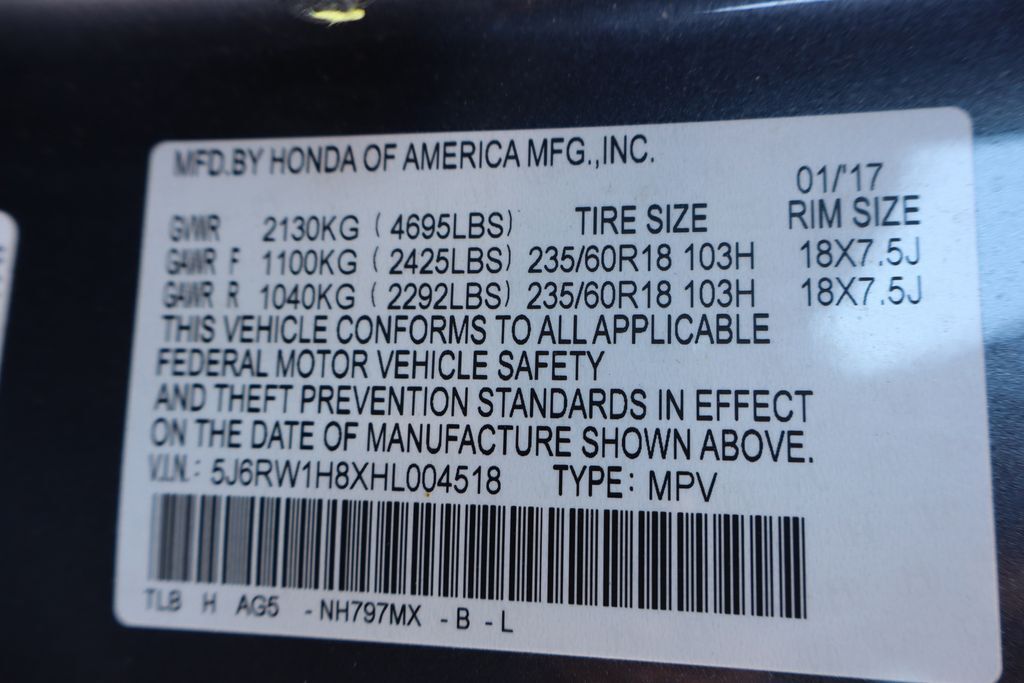 MFD.BY HONDA OF AMERICA MFG.,INC.
01/'17
GVWR 2130KG (4695LBS) TIRE SIZE RIM SIZE
GAWR F 1100KG (2425LBS) 235/60R18 103H 18X7.5J
GAWR R 1040KG (2292LBS) 235/60R18 103H 18X7.5J
THIS VEHICLE CONFORMS TO ALL APPLICABLE
FEDERAL MOTOR VEHICLE SAFETY
AND THEFT PREVENTION STANDARDS IN EFFECT
ON THE DATE OF MANUFACTURE SHOWN ABOVE.
V.I.N.: 5J6RW1H8XHL004518 TYPE: MPV
TLB H AG5 -NH797MX -B -L